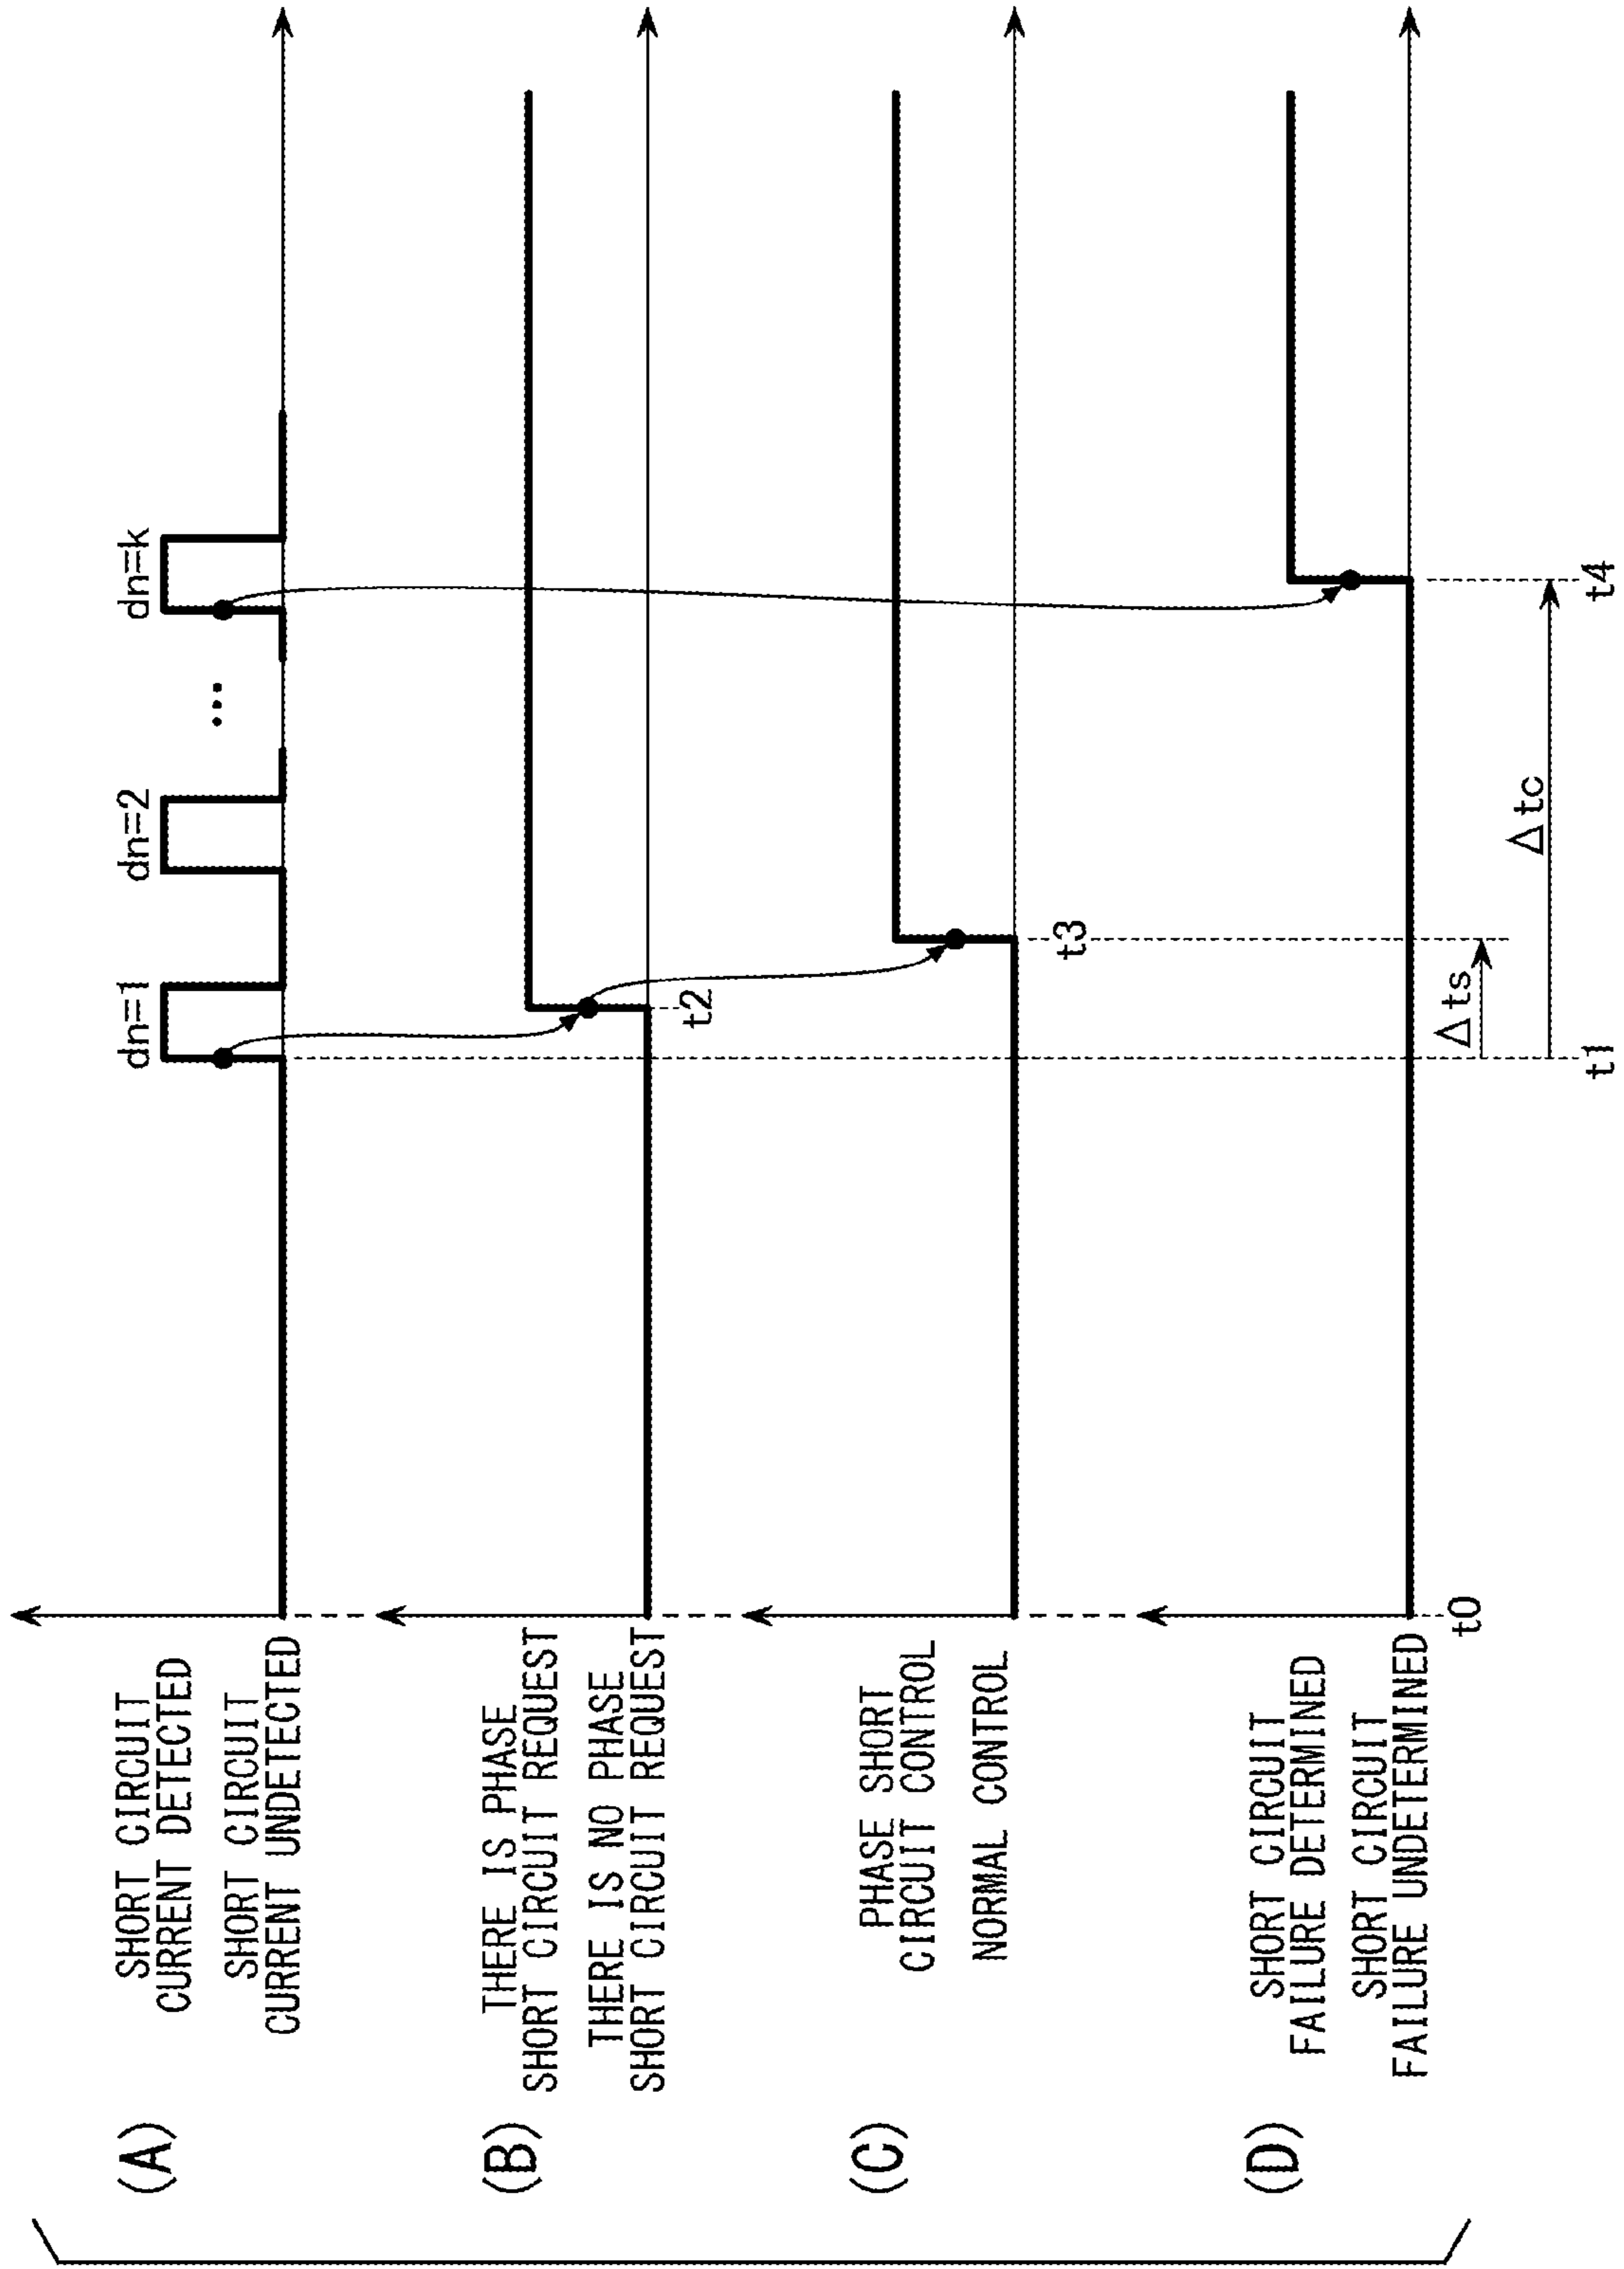 (A)
SHORT CIRCUIT
CURRENT DETECTED
SHORT CIRCUIT
CURRENT UNDETECTED
dn=1
dn=2
...
dn=k
(B)
THERE IS PHASE
SHORT CIRCUIT REQUEST
THERE IS NO PHASE
SHORT CIRCUIT REQUEST
t2
(C)
PHASE SHORT
CIRCUIT CONTROL
NORMAL CONTROL
t3
(D)
SHORT CIRCUIT
FAILURE DETERMINED
SHORT CIRCUIT
FAILURE UNDETERMINED
t0
Δts
Δtc
t1
t4